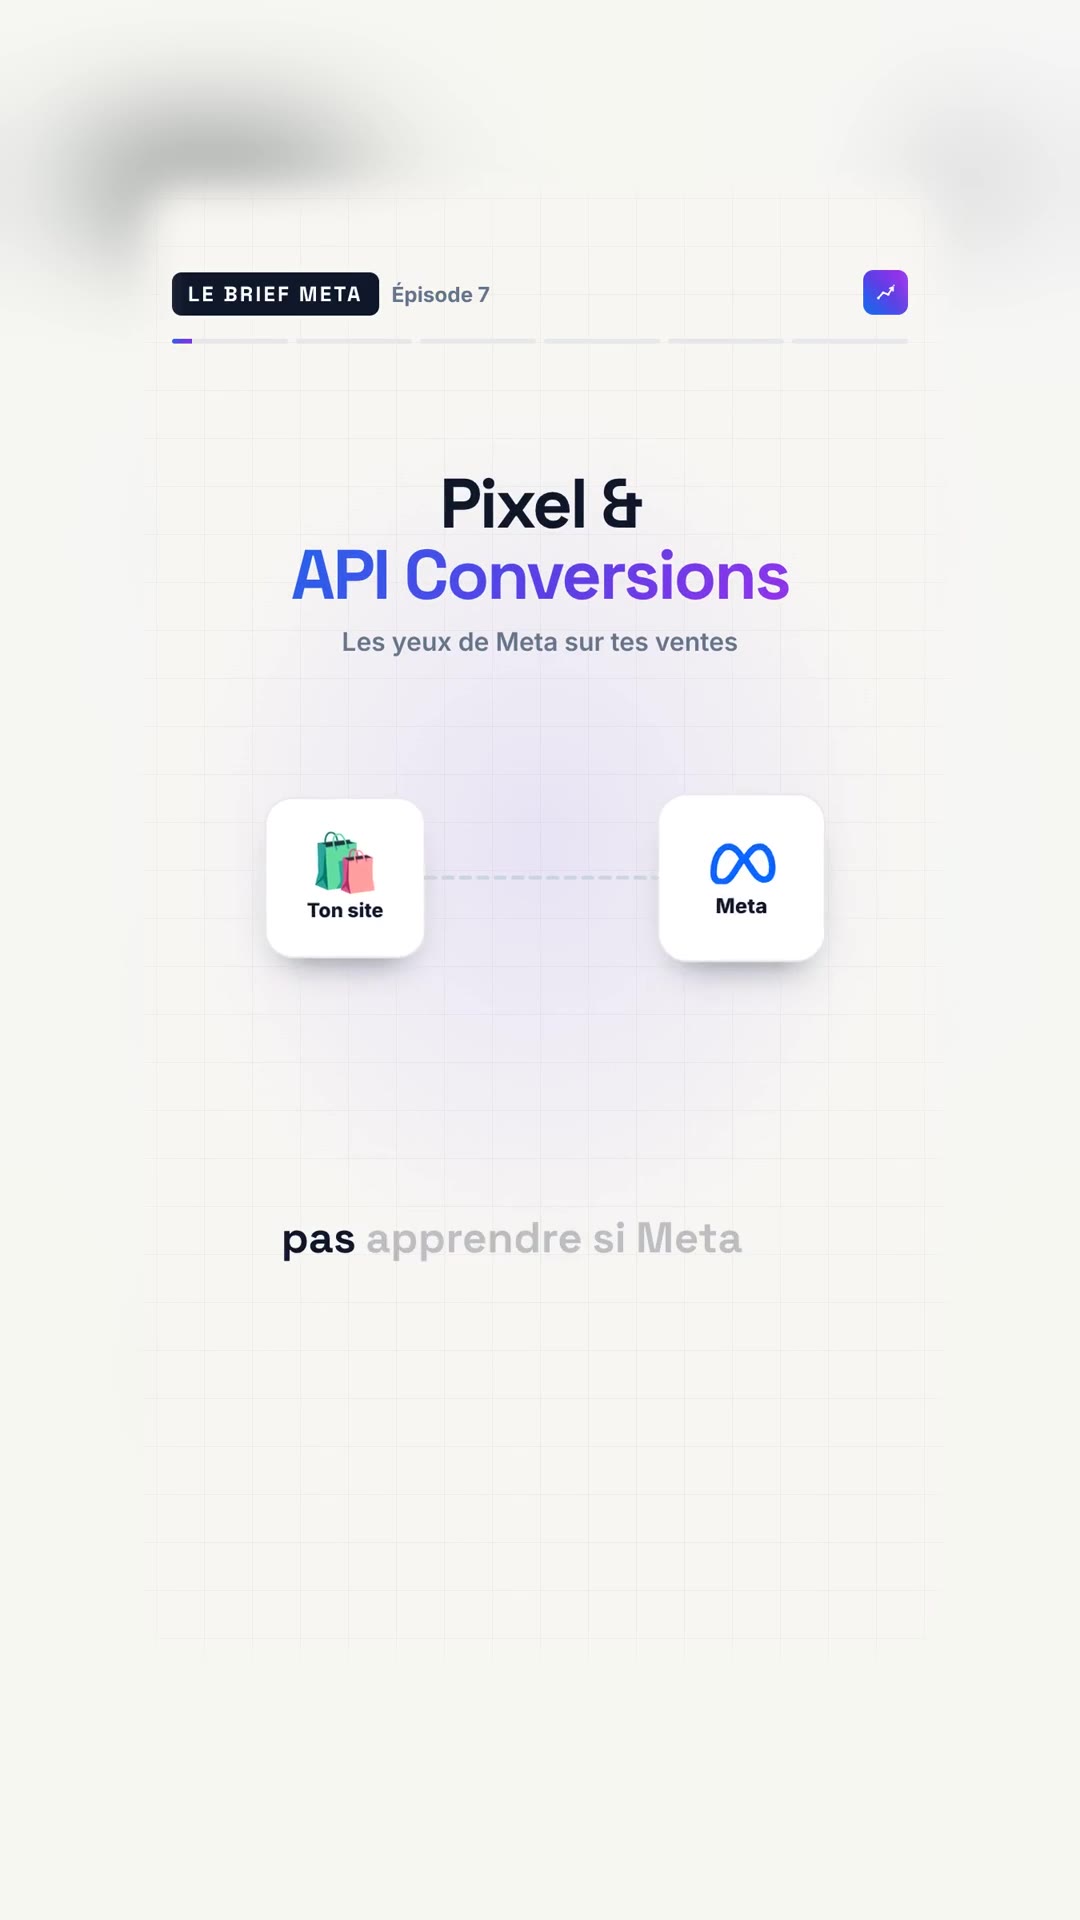 LE BRIEF META Épisode 7
Pixel &
API Conversions
Les yeux de Meta sur tes ventes
Ton site
Meta
pas apprendre si Meta